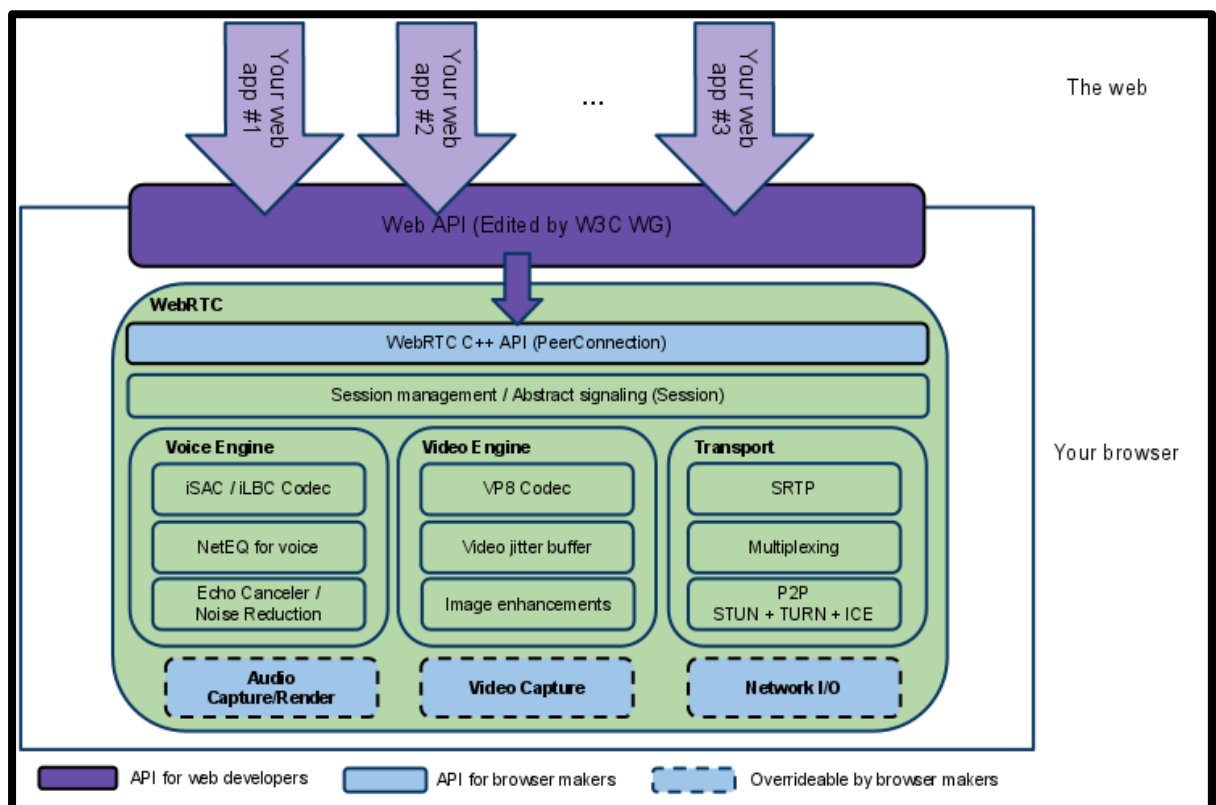 Your web
app #1
Your web
app #2
...
Your web
app #3
The web
Web API (Edited by W3C WG)
WebRTC
WebRTC C++ API (PeerConnection)
Session management / Abstract signaling (Session)
Your browser
Voice Engine
iSAC / iLBC Codec
NetEQ for voice
Echo Canceler /
Noise Reduction
Video Engine
VP8 Codec
Video jitter buffer
Image enhancements
Transport
SRTP
Multiplexing
P2P
STUN + TURN + ICE
Audio
Capture/Render
Video Capture
Network I/O
API for web developers
API for browser makers
Overrideable by browser makers